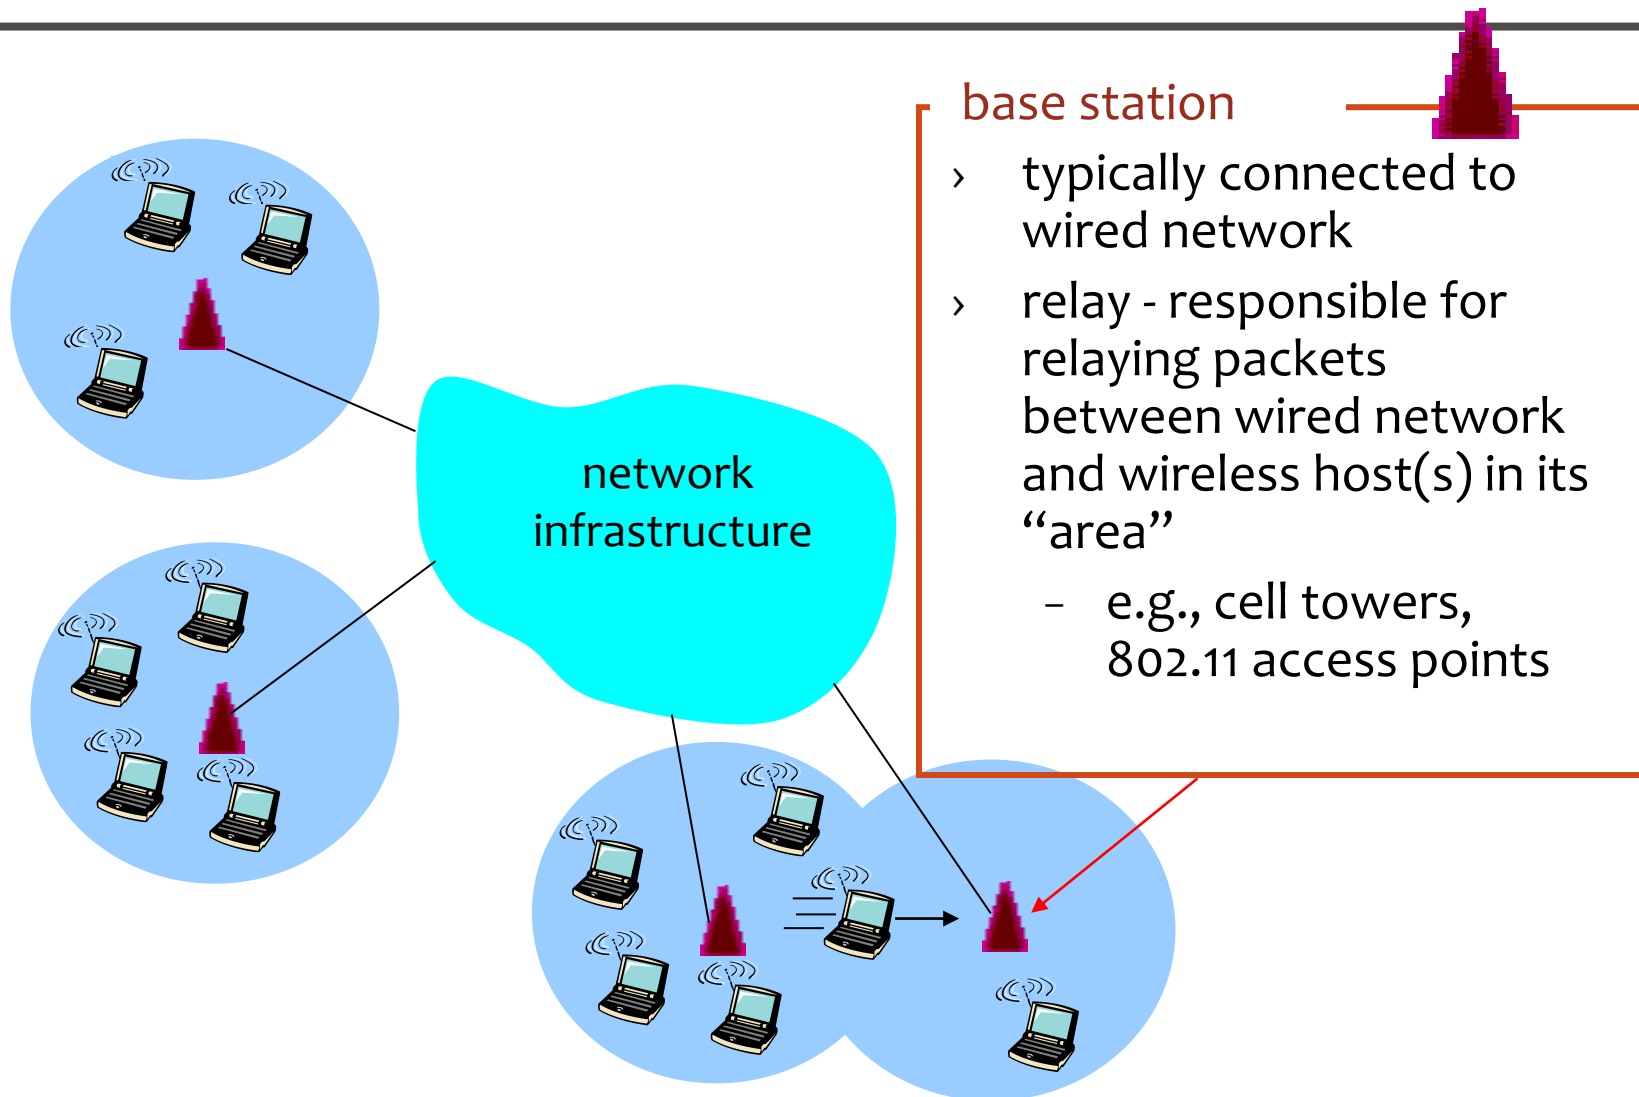 base station
› typically connected to
wired network
› relay - responsible for
relaying packets
between wired network
and wireless host(s) in its
“area”
– e.g., cell towers,
802.11 access points
network
infrastructure